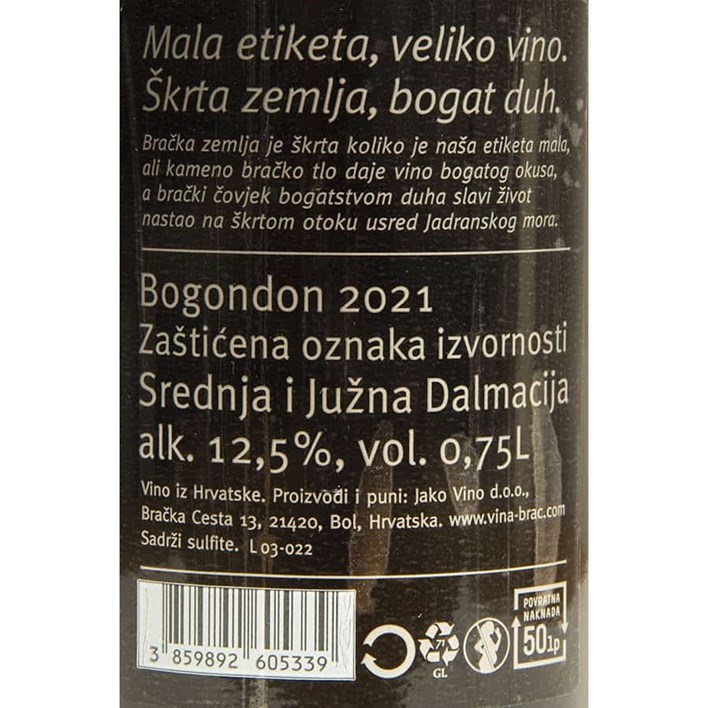 Mala etiketa, veliko vino.
Škrta zemlja, bogat duh.
Bračka zemlja je škrta koliko je naša etiketa mala,
ali kameno bračko tlo daje vino bogatog okusa,
a brački čovjek bogatstvom duha slavi život
nastao na škrtom otoku usred Jadranskog mora.
Bogondon 2021
Zaštićena oznaka izvornosti
Srednja i Južna Dalmacija
alk. 12,5%, vol. 0,75L
Vino iz Hrvatske. Proizvodi i puni: Jako Vino d.o.o.,
Bračka Cesta 13, 21420, Bol, Hrvatska. www.vina-brac.com
Sadrži sulfite. L 03-022
3 859892 605339
71
GL
POVRATNA
NAKNADA
50lp